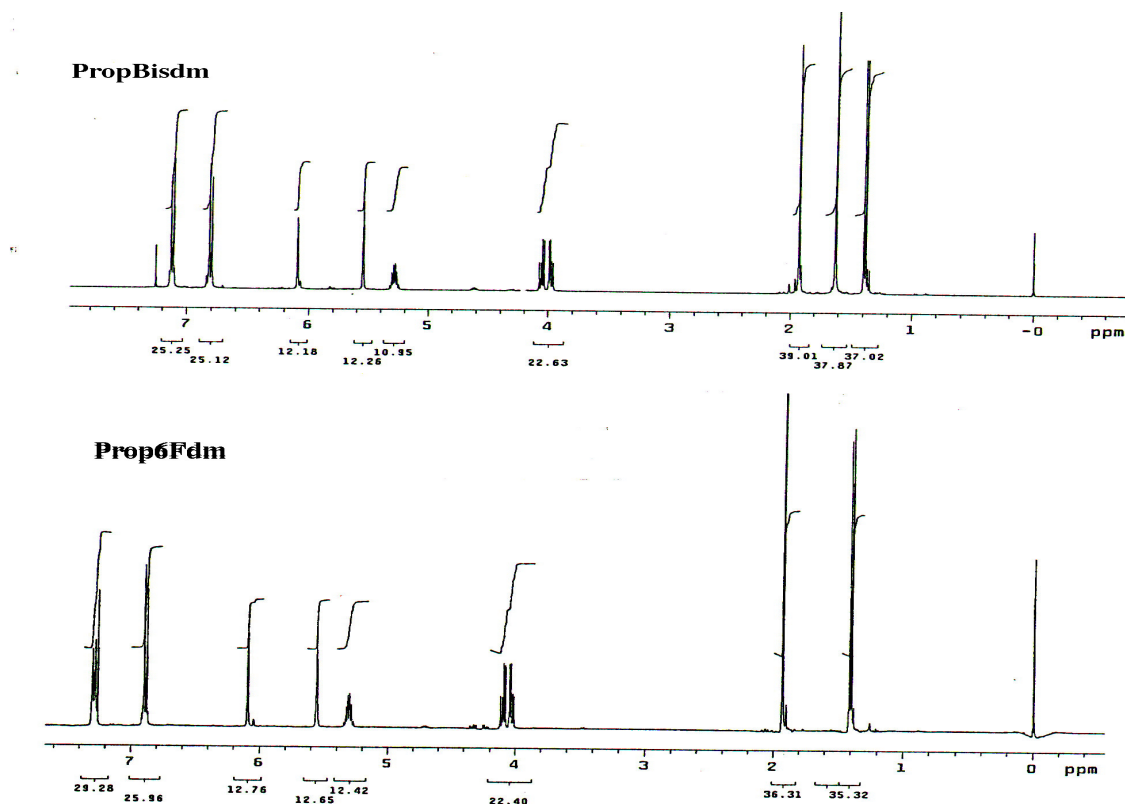 PropBisdm
7 6 5 4 3 2 1 -0 ppm
25.25 12.18 10.95 39.01 37.02
25.12 12.26 22.63 37.87
Prop6Fdm
7 6 5 4 3 2 1 0 ppm
29.28 12.76 12.42 36.31 35.32
25.96 12.65 22.40